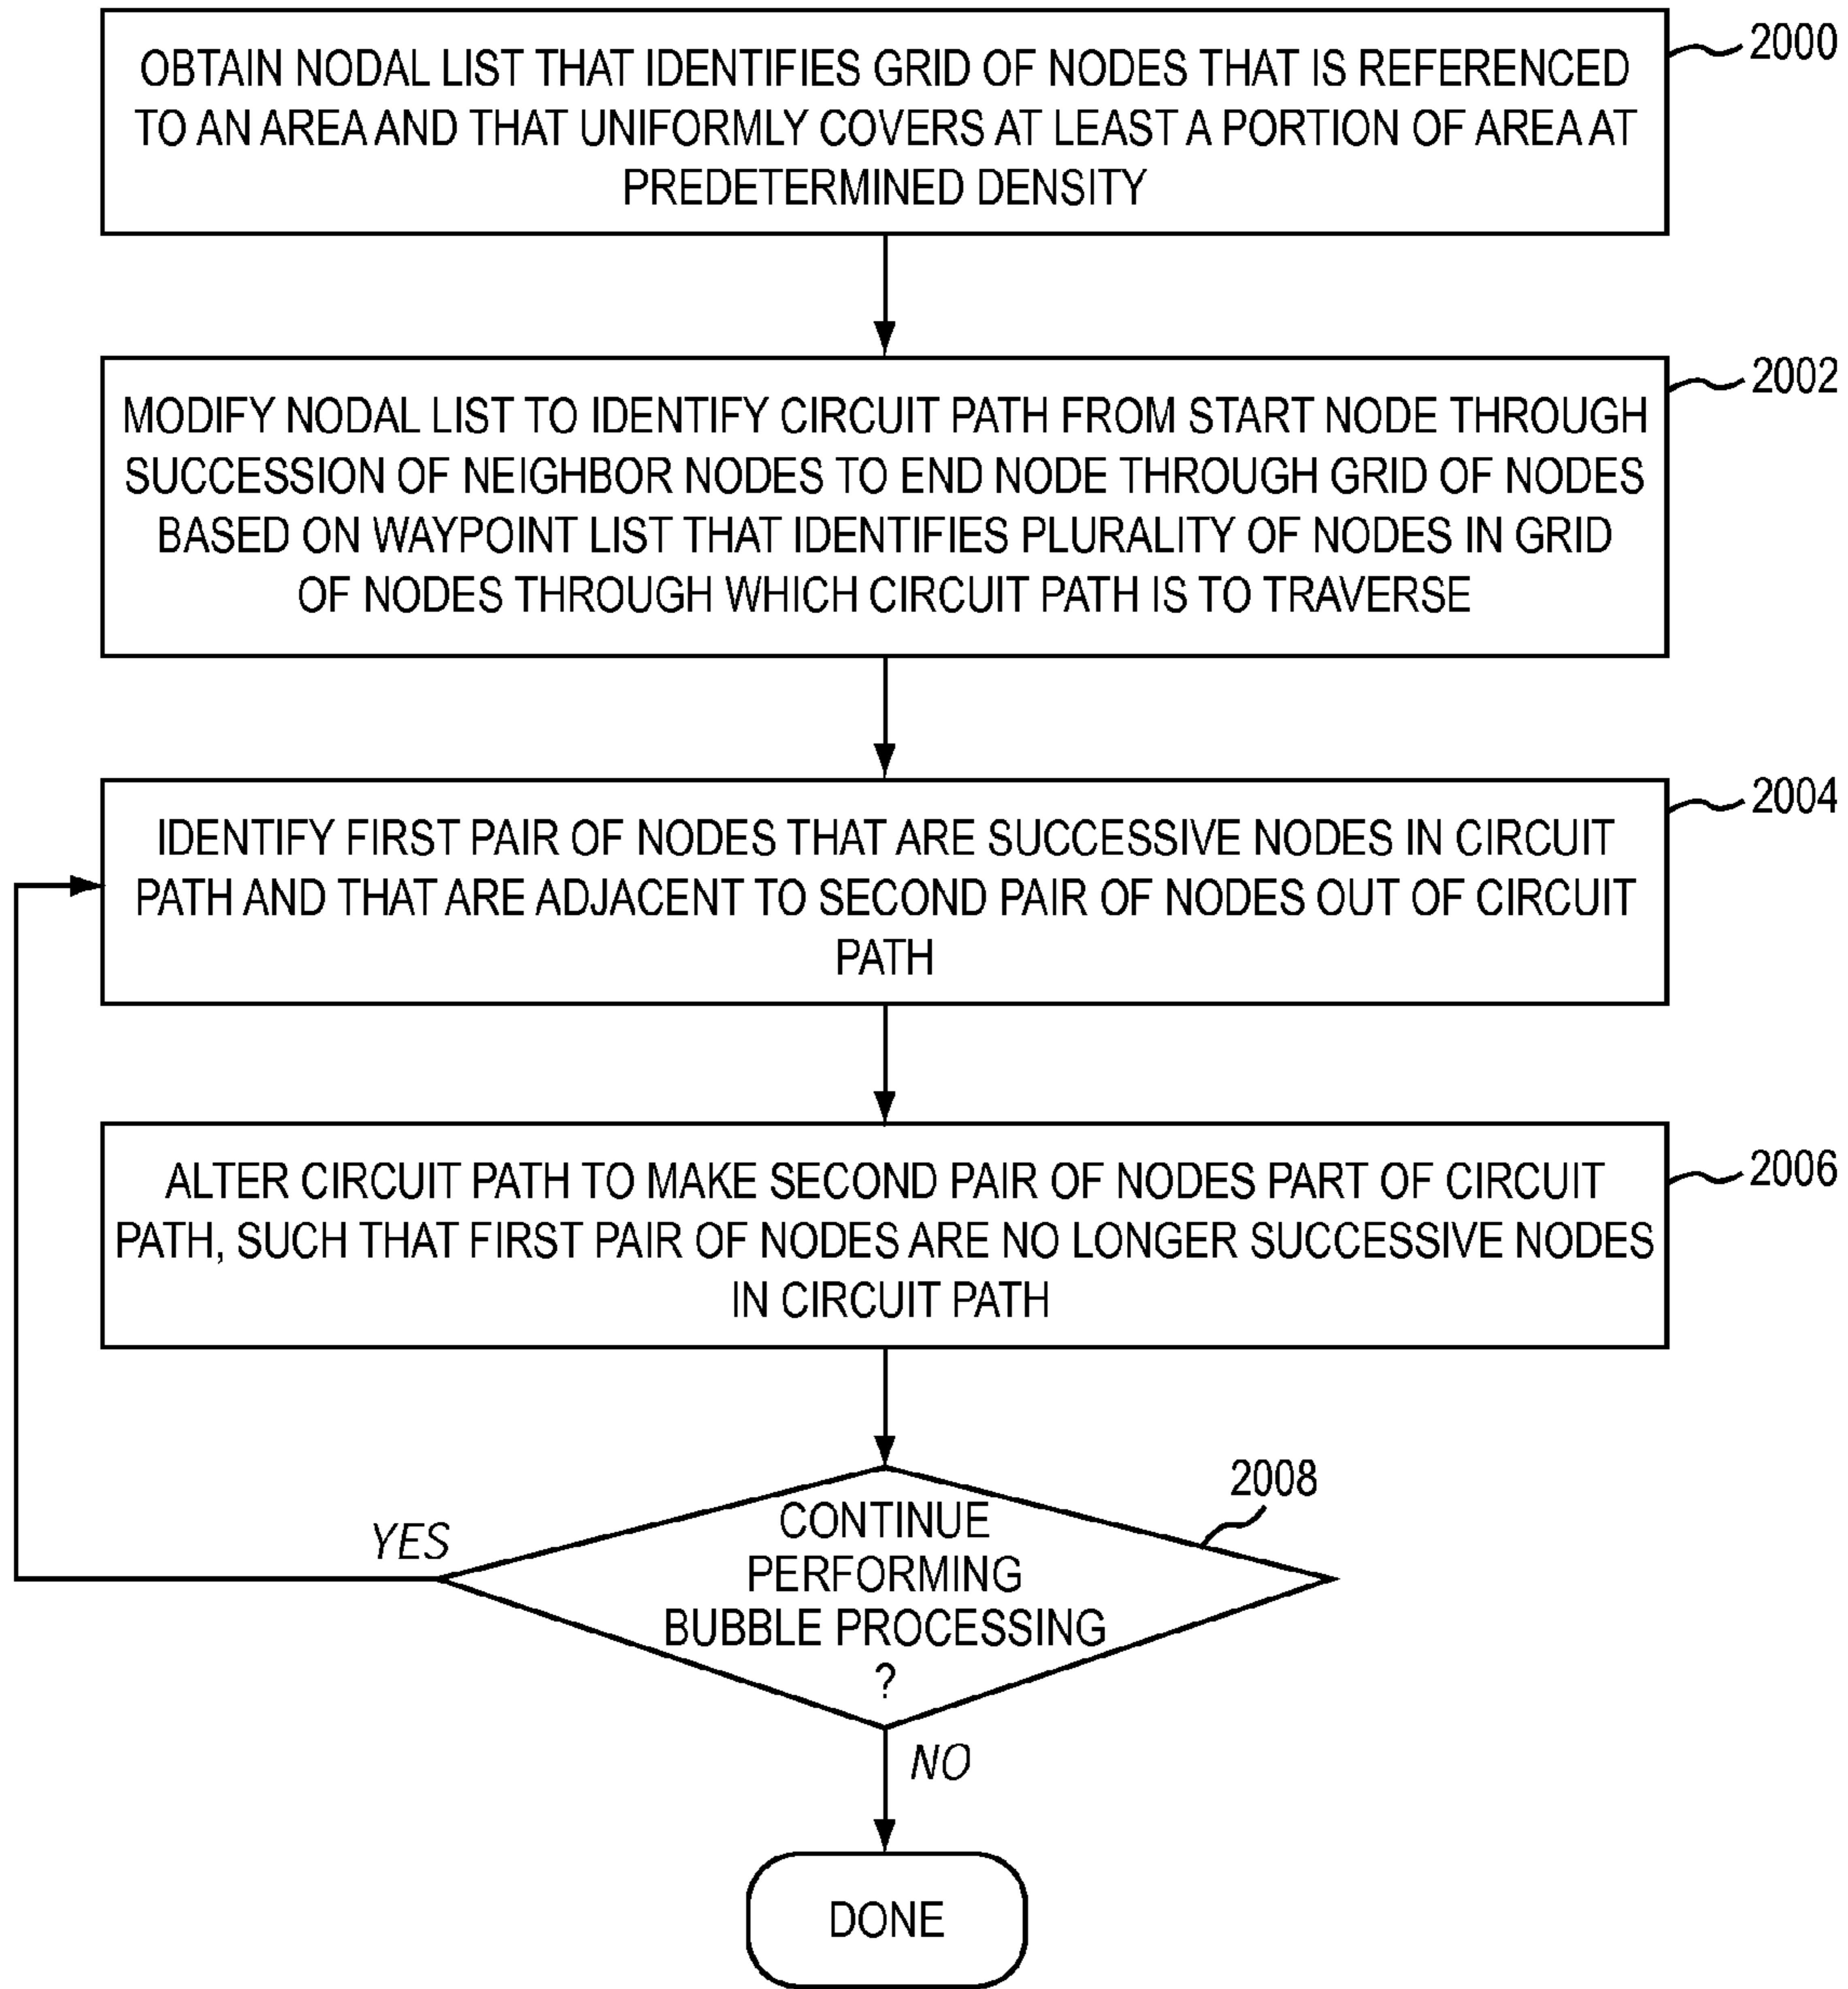 OBTAIN NODAL LIST THAT IDENTIFIES GRID OF NODES THAT IS REFERENCED
TO AN AREA AND THAT UNIFORMLY COVERS AT LEAST A PORTION OF AREA AT
PREDETERMINED DENSITY
2000
MODIFY NODAL LIST TO IDENTIFY CIRCUIT PATH FROM START NODE THROUGH
SUCCESSION OF NEIGHBOR NODES TO END NODE THROUGH GRID OF NODES
BASED ON WAYPOINT LIST THAT IDENTIFIES PLURALITY OF NODES IN GRID
OF NODES THROUGH WHICH CIRCUIT PATH IS TO TRAVERSE
2002
IDENTIFY FIRST PAIR OF NODES THAT ARE SUCCESSIVE NODES IN CIRCUIT
PATH AND THAT ARE ADJACENT TO SECOND PAIR OF NODES OUT OF CIRCUIT
PATH
2004
ALTER CIRCUIT PATH TO MAKE SECOND PAIR OF NODES PART OF CIRCUIT
PATH, SUCH THAT FIRST PAIR OF NODES ARE NO LONGER SUCCESSIVE NODES
IN CIRCUIT PATH
2006
CONTINUE
PERFORMING
BUBBLE PROCESSING
?
2008
YES
NO
DONE